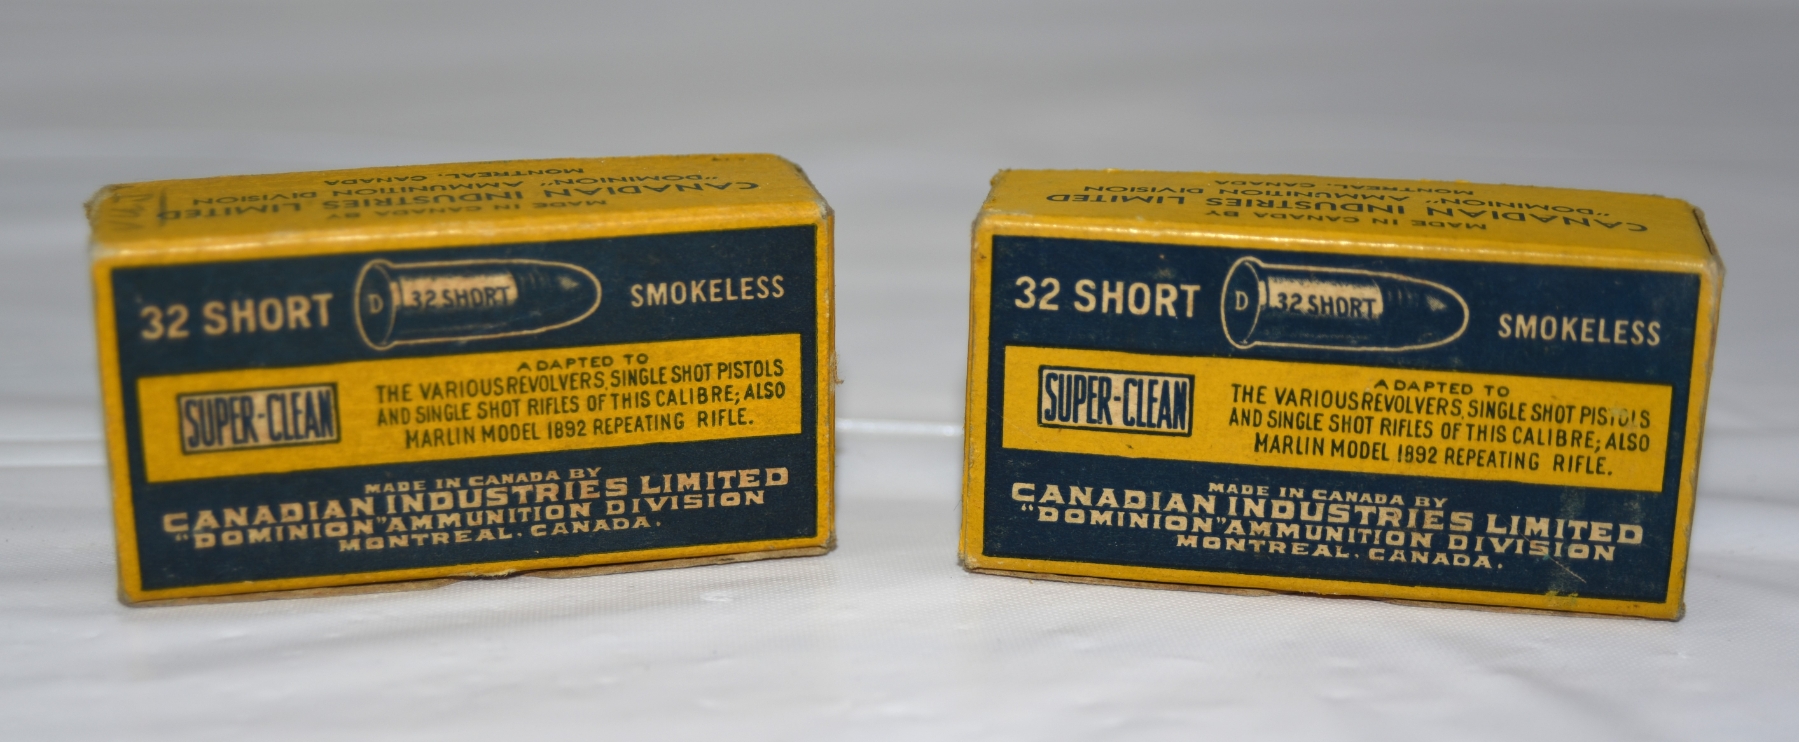 MADE IN CANADA BY
CANADIAN INDUSTRIES LIMITED
"DOMINION" AMMUNITION DIVISION
MONTREAL, CANADA
32 SHORT
D
32 SHORT
SMOKELESS
SUPER-CLEAN
ADAPTED TO
THE VARIOUS REVOLVERS, SINGLE SHOT PISTOLS
AND SINGLE SHOT RIFLES OF THIS CALIBRE; ALSO
MARLIN MODEL 1892 REPEATING RIFLE.
MADE IN CANADA BY
CANADIAN INDUSTRIES LIMITED
"DOMINION" AMMUNITION DIVISION
MONTREAL, CANADA.
MADE IN CANADA BY
CANADIAN INDUSTRIES LIMITED
"DOMINION" AMMUNITION DIVISION
MONTREAL, CANADA
32 SHORT
D
32 SHORT
SMOKELESS
SUPER-CLEAN
ADAPTED TO
THE VARIOUS REVOLVERS, SINGLE SHOT PISTOLS
AND SINGLE SHOT RIFLES OF THIS CALIBRE; ALSO
MARLIN MODEL 1892 REPEATING RIFLE.
MADE IN CANADA BY
CANADIAN INDUSTRIES LIMITED
"DOMINION" AMMUNITION DIVISION
MONTREAL, CANADA.